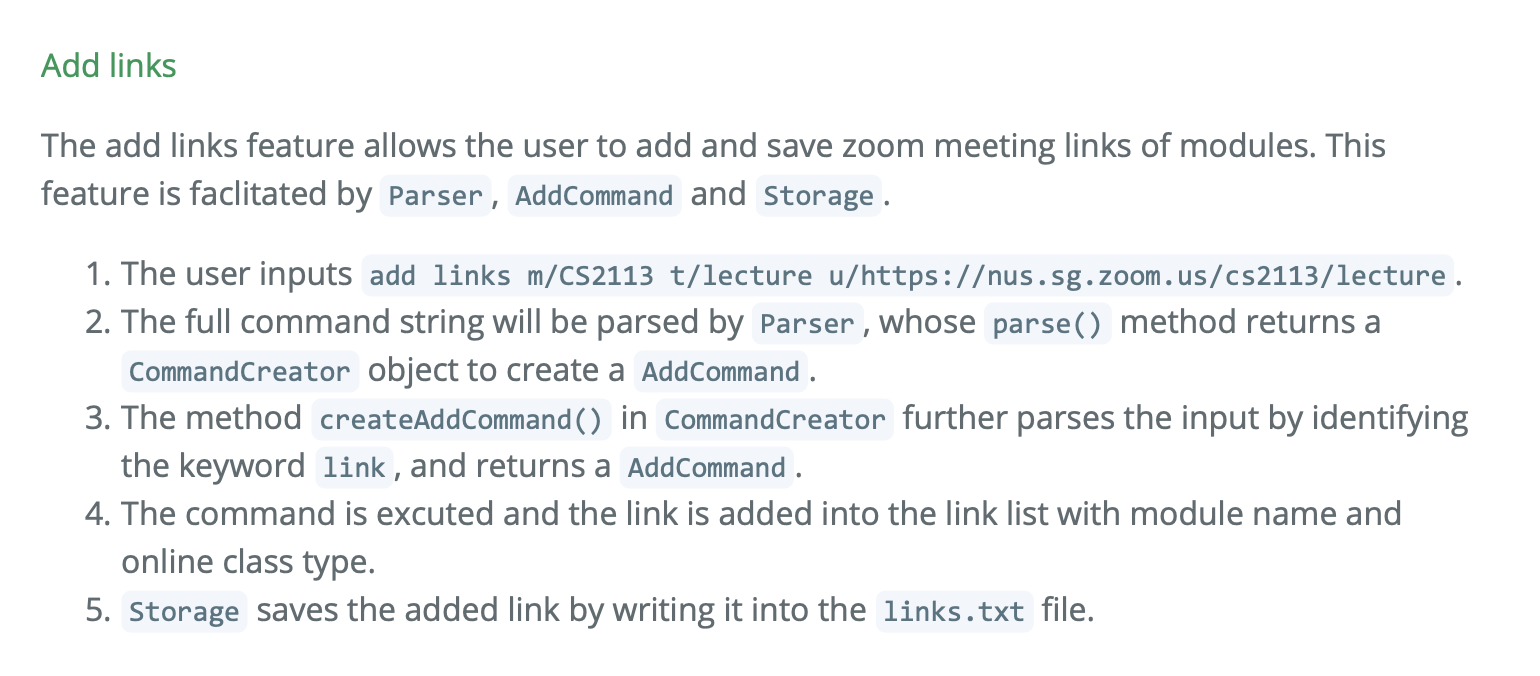 Add links
The add links feature allows the user to add and save zoom meeting links of modules. This
feature is faclitated by Parser, AddCommand and Storage.
1. The user inputs add links m/CS2113 t/lecture u/https://nus.sg.zoom.us/cs2113/lecture.
2. The full command string will be parsed by Parser, whose parse() method returns a
CommandCreator object to create a AddCommand.
3. The method createAddCommand() in CommandCreator further parses the input by identifying
the keyword link, and returns a AddCommand.
4. The command is excuted and the link is added into the link list with module name and
online class type.
5. Storage saves the added link by writing it into the links.txt file.